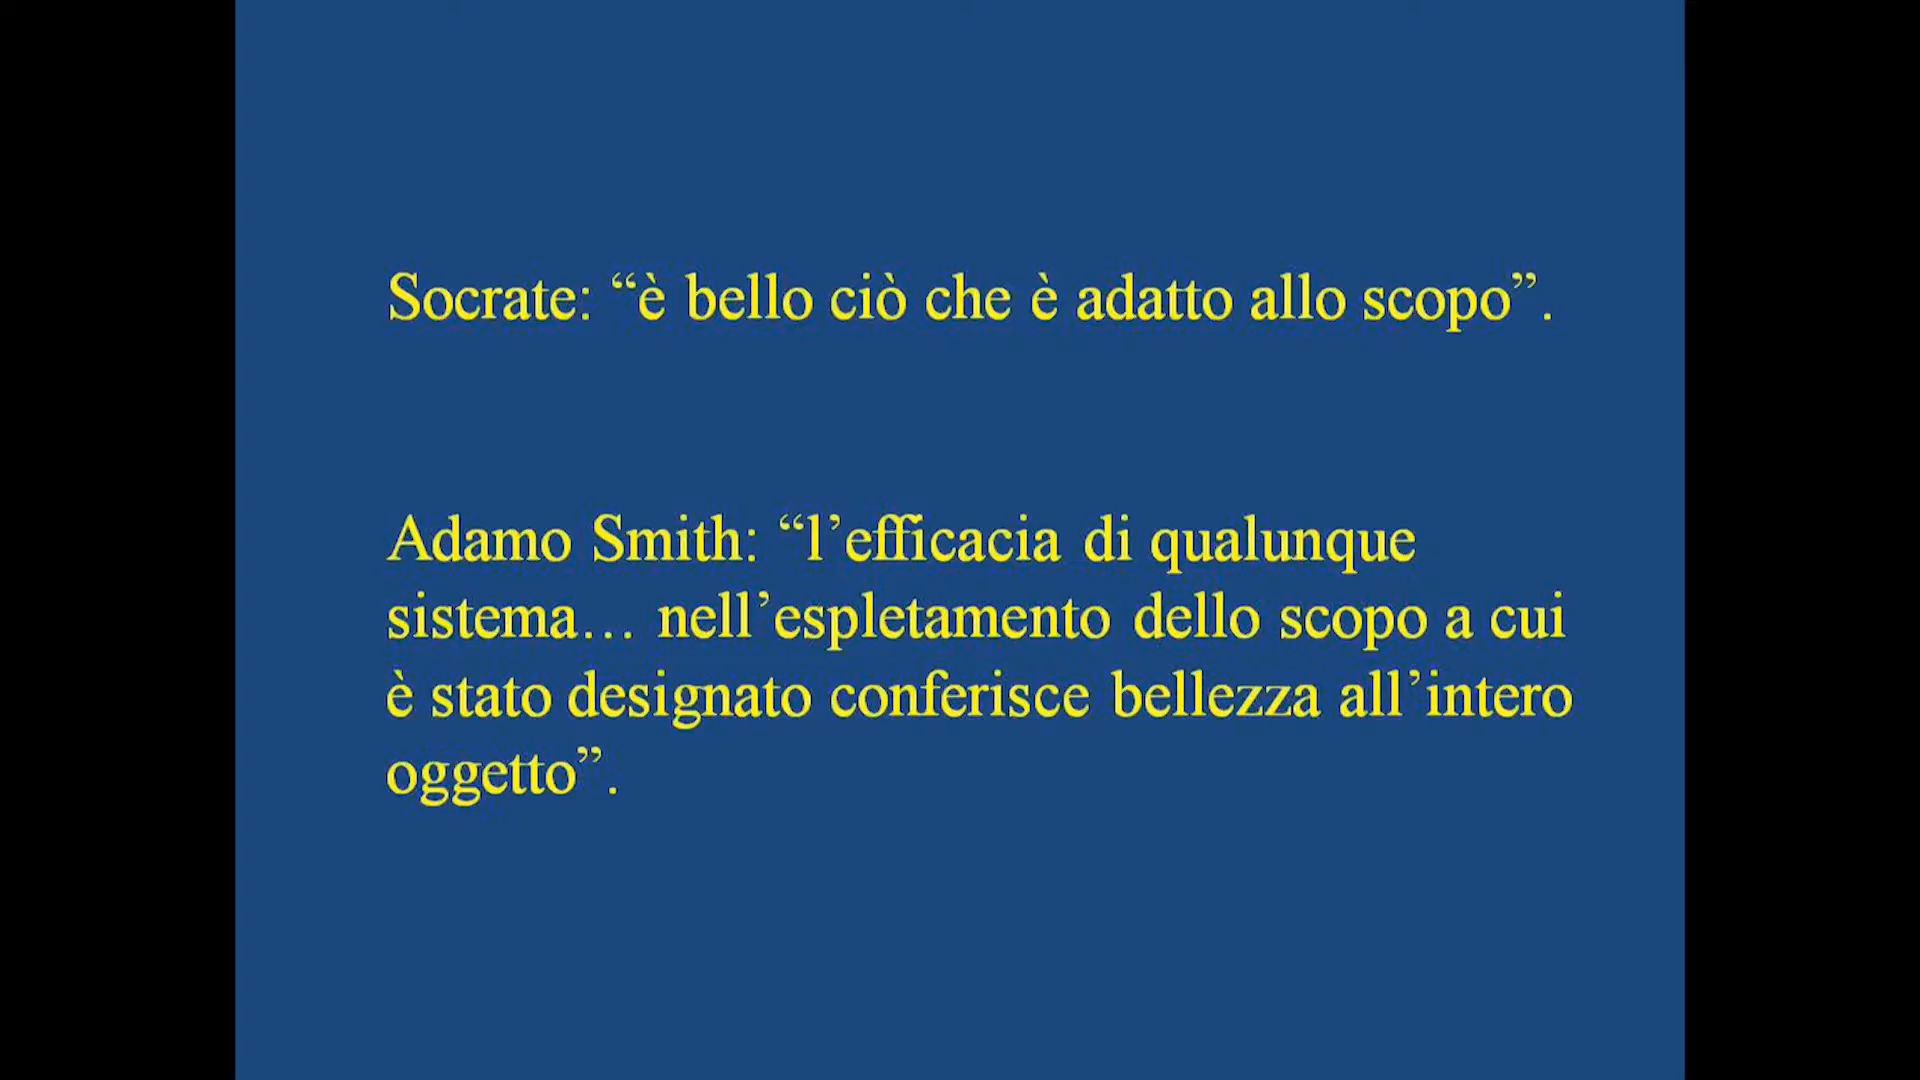 Socrate: “è bello ciò che è adatto allo scopo”.
Adamo Smith: “l’efficacia di qualunque
sistema… nell’espletamento dello scopo a cui
è stato designato conferisce bellezza all’intero
oggetto”.